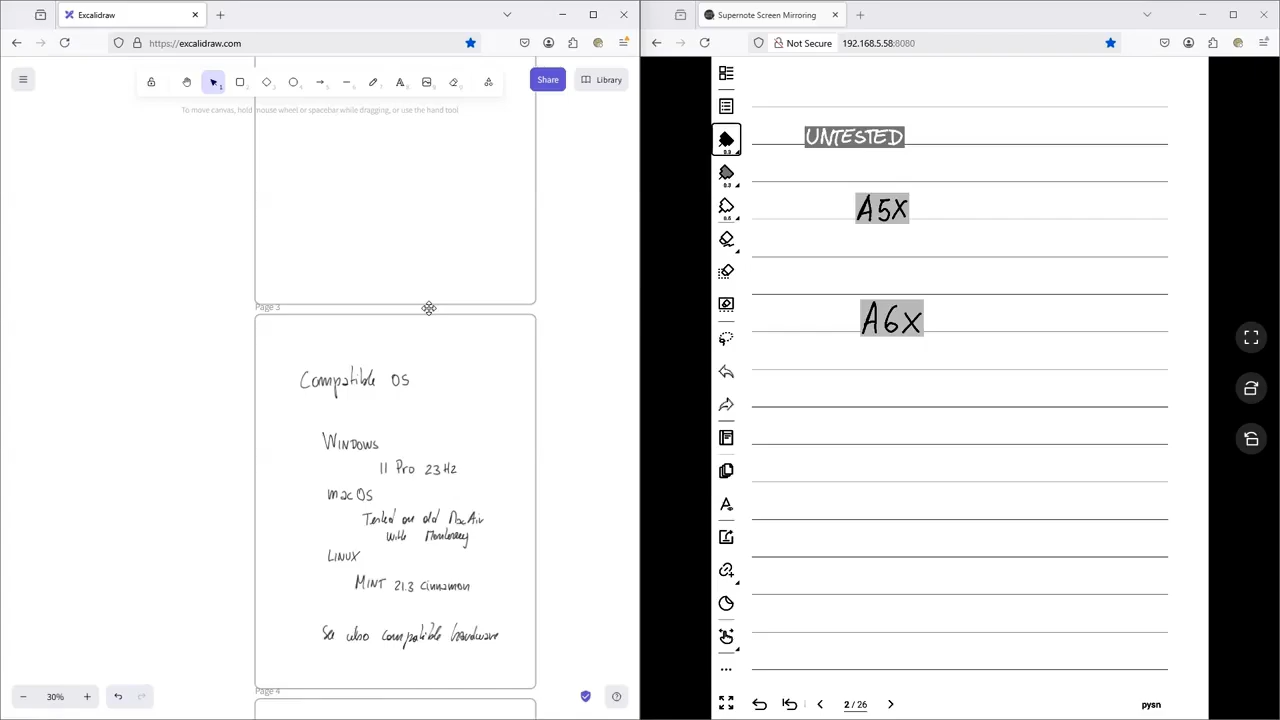 Excalidraw
https://excalidraw.com
Share
Library
To move canvas, hold mouse wheel or spacebar while dragging, or use the hand tool
Page 3
Compatible OS
WINDOWS
11 Pro 23H2
macOS
Tested on old MacAir
with Monterey
LINUX
MINT 21.3 cinnamon
See also compatible hardware
Page 4
30%
Supernote Screen Mirroring
Not Secure
192.168.5.58:8080
UNTESTED
A5X
A6X
0.3
2 / 26
pysn